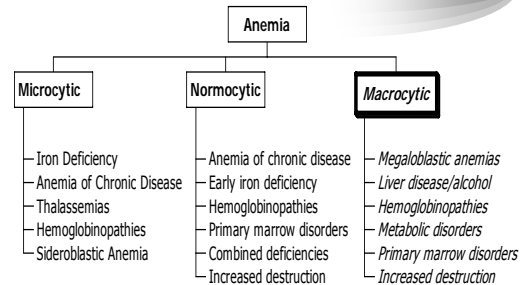 Anemia
Microcytic
Iron Deficiency
Anemia of Chronic Disease
Thalassemias
Hemoglobinopathies
Sideroblastic Anemia
Normocytic
Anemia of chronic disease
Early iron deficiency
Hemoglobinopathies
Primary marrow disorders
Combined deficiencies
Increased destruction
Macrocytic
Megaloblastic anemias
Liver disease/alcohol
Hemoglobinopathies
Metabolic disorders
Primary marrow disorders
Increased destruction